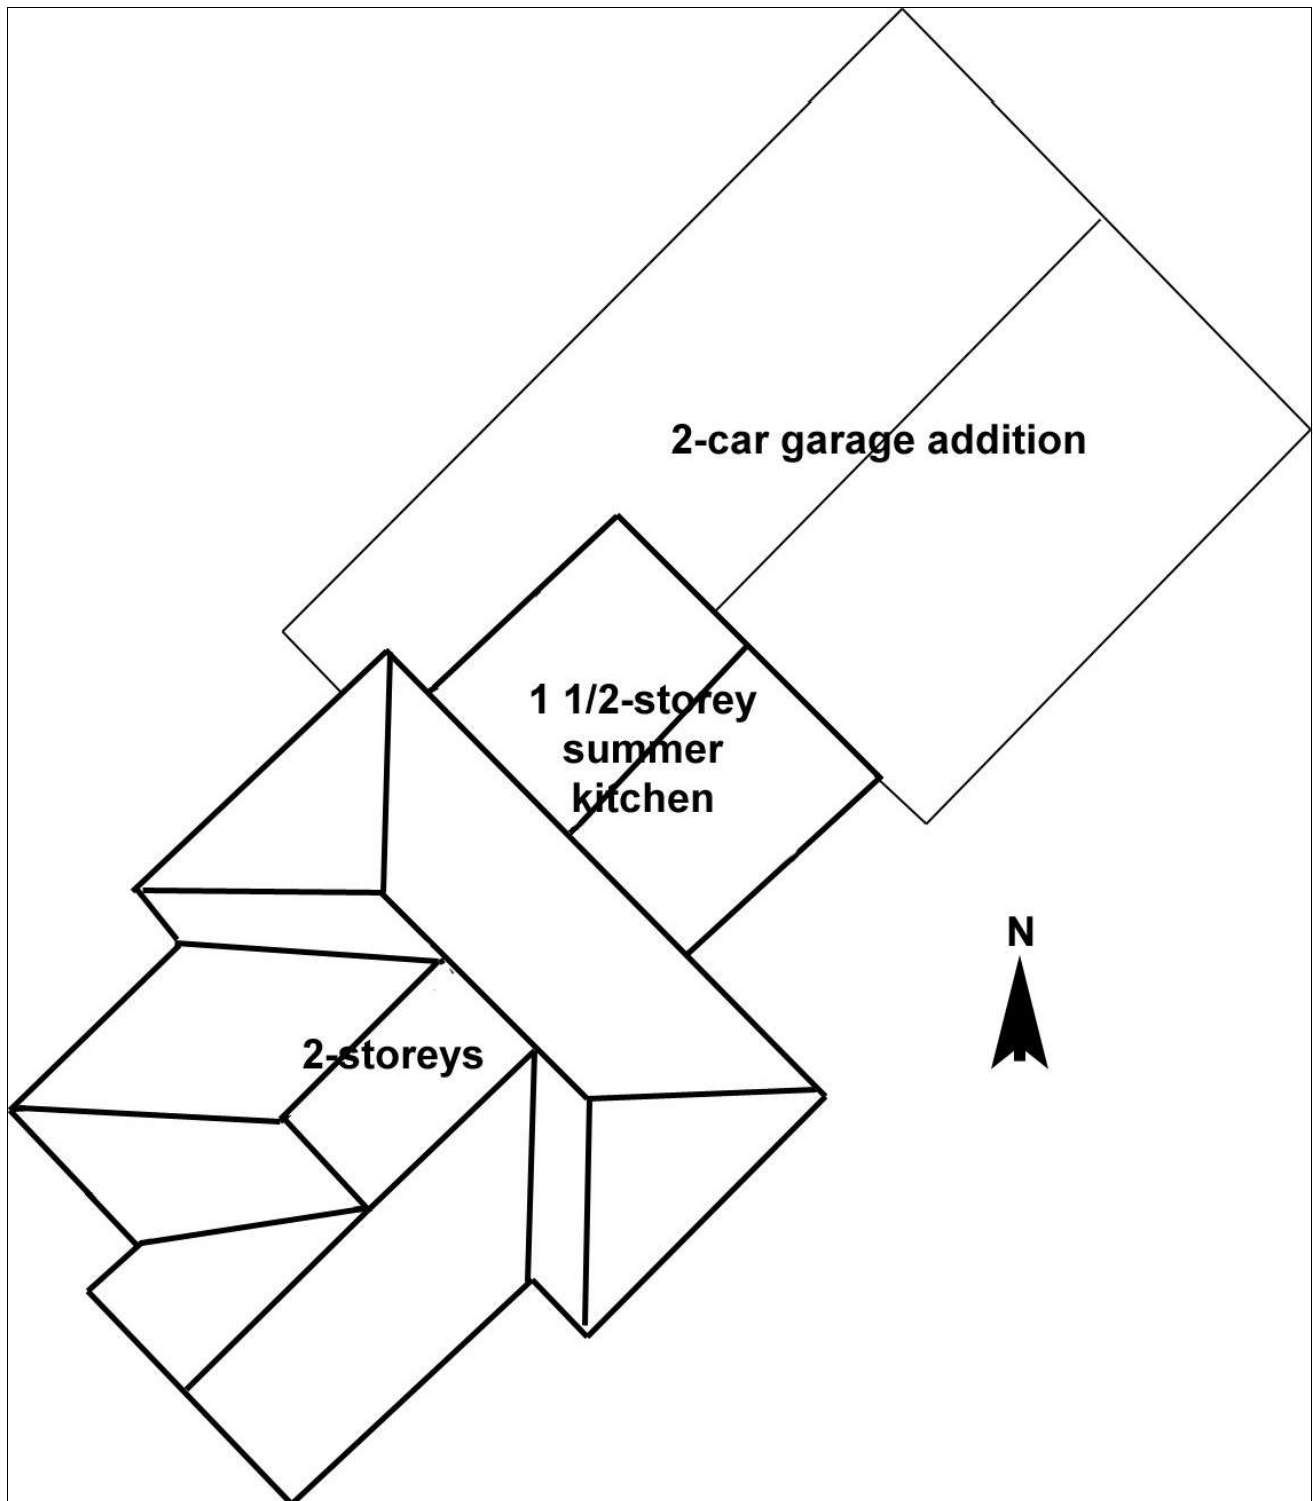 2-car garage addition
1 1/2-storey
summer
kitchen
N
2-storeys